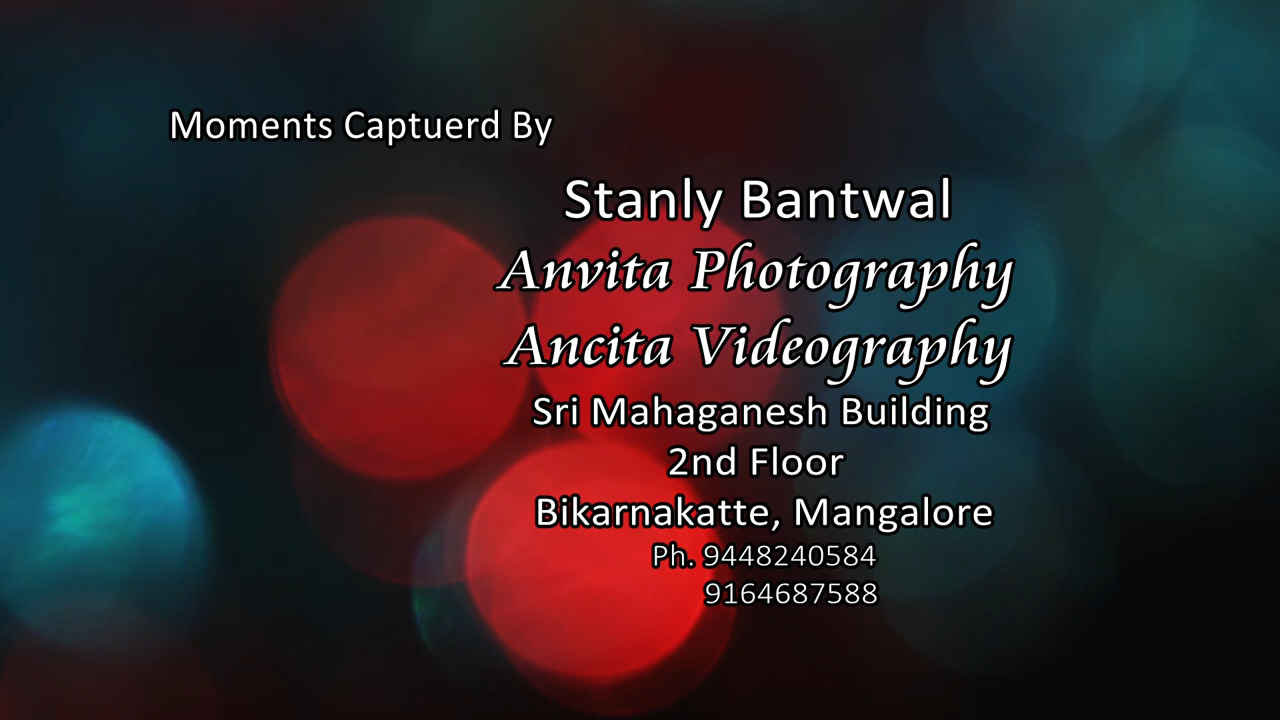 Moments Captuerd By
Stanly Bantwal
Anvita Photography
Ancita Videography
Sri Mahaganesh Building
2nd Floor
Bikarnakatte, Mangalore
Ph. 9448240584
9164687588